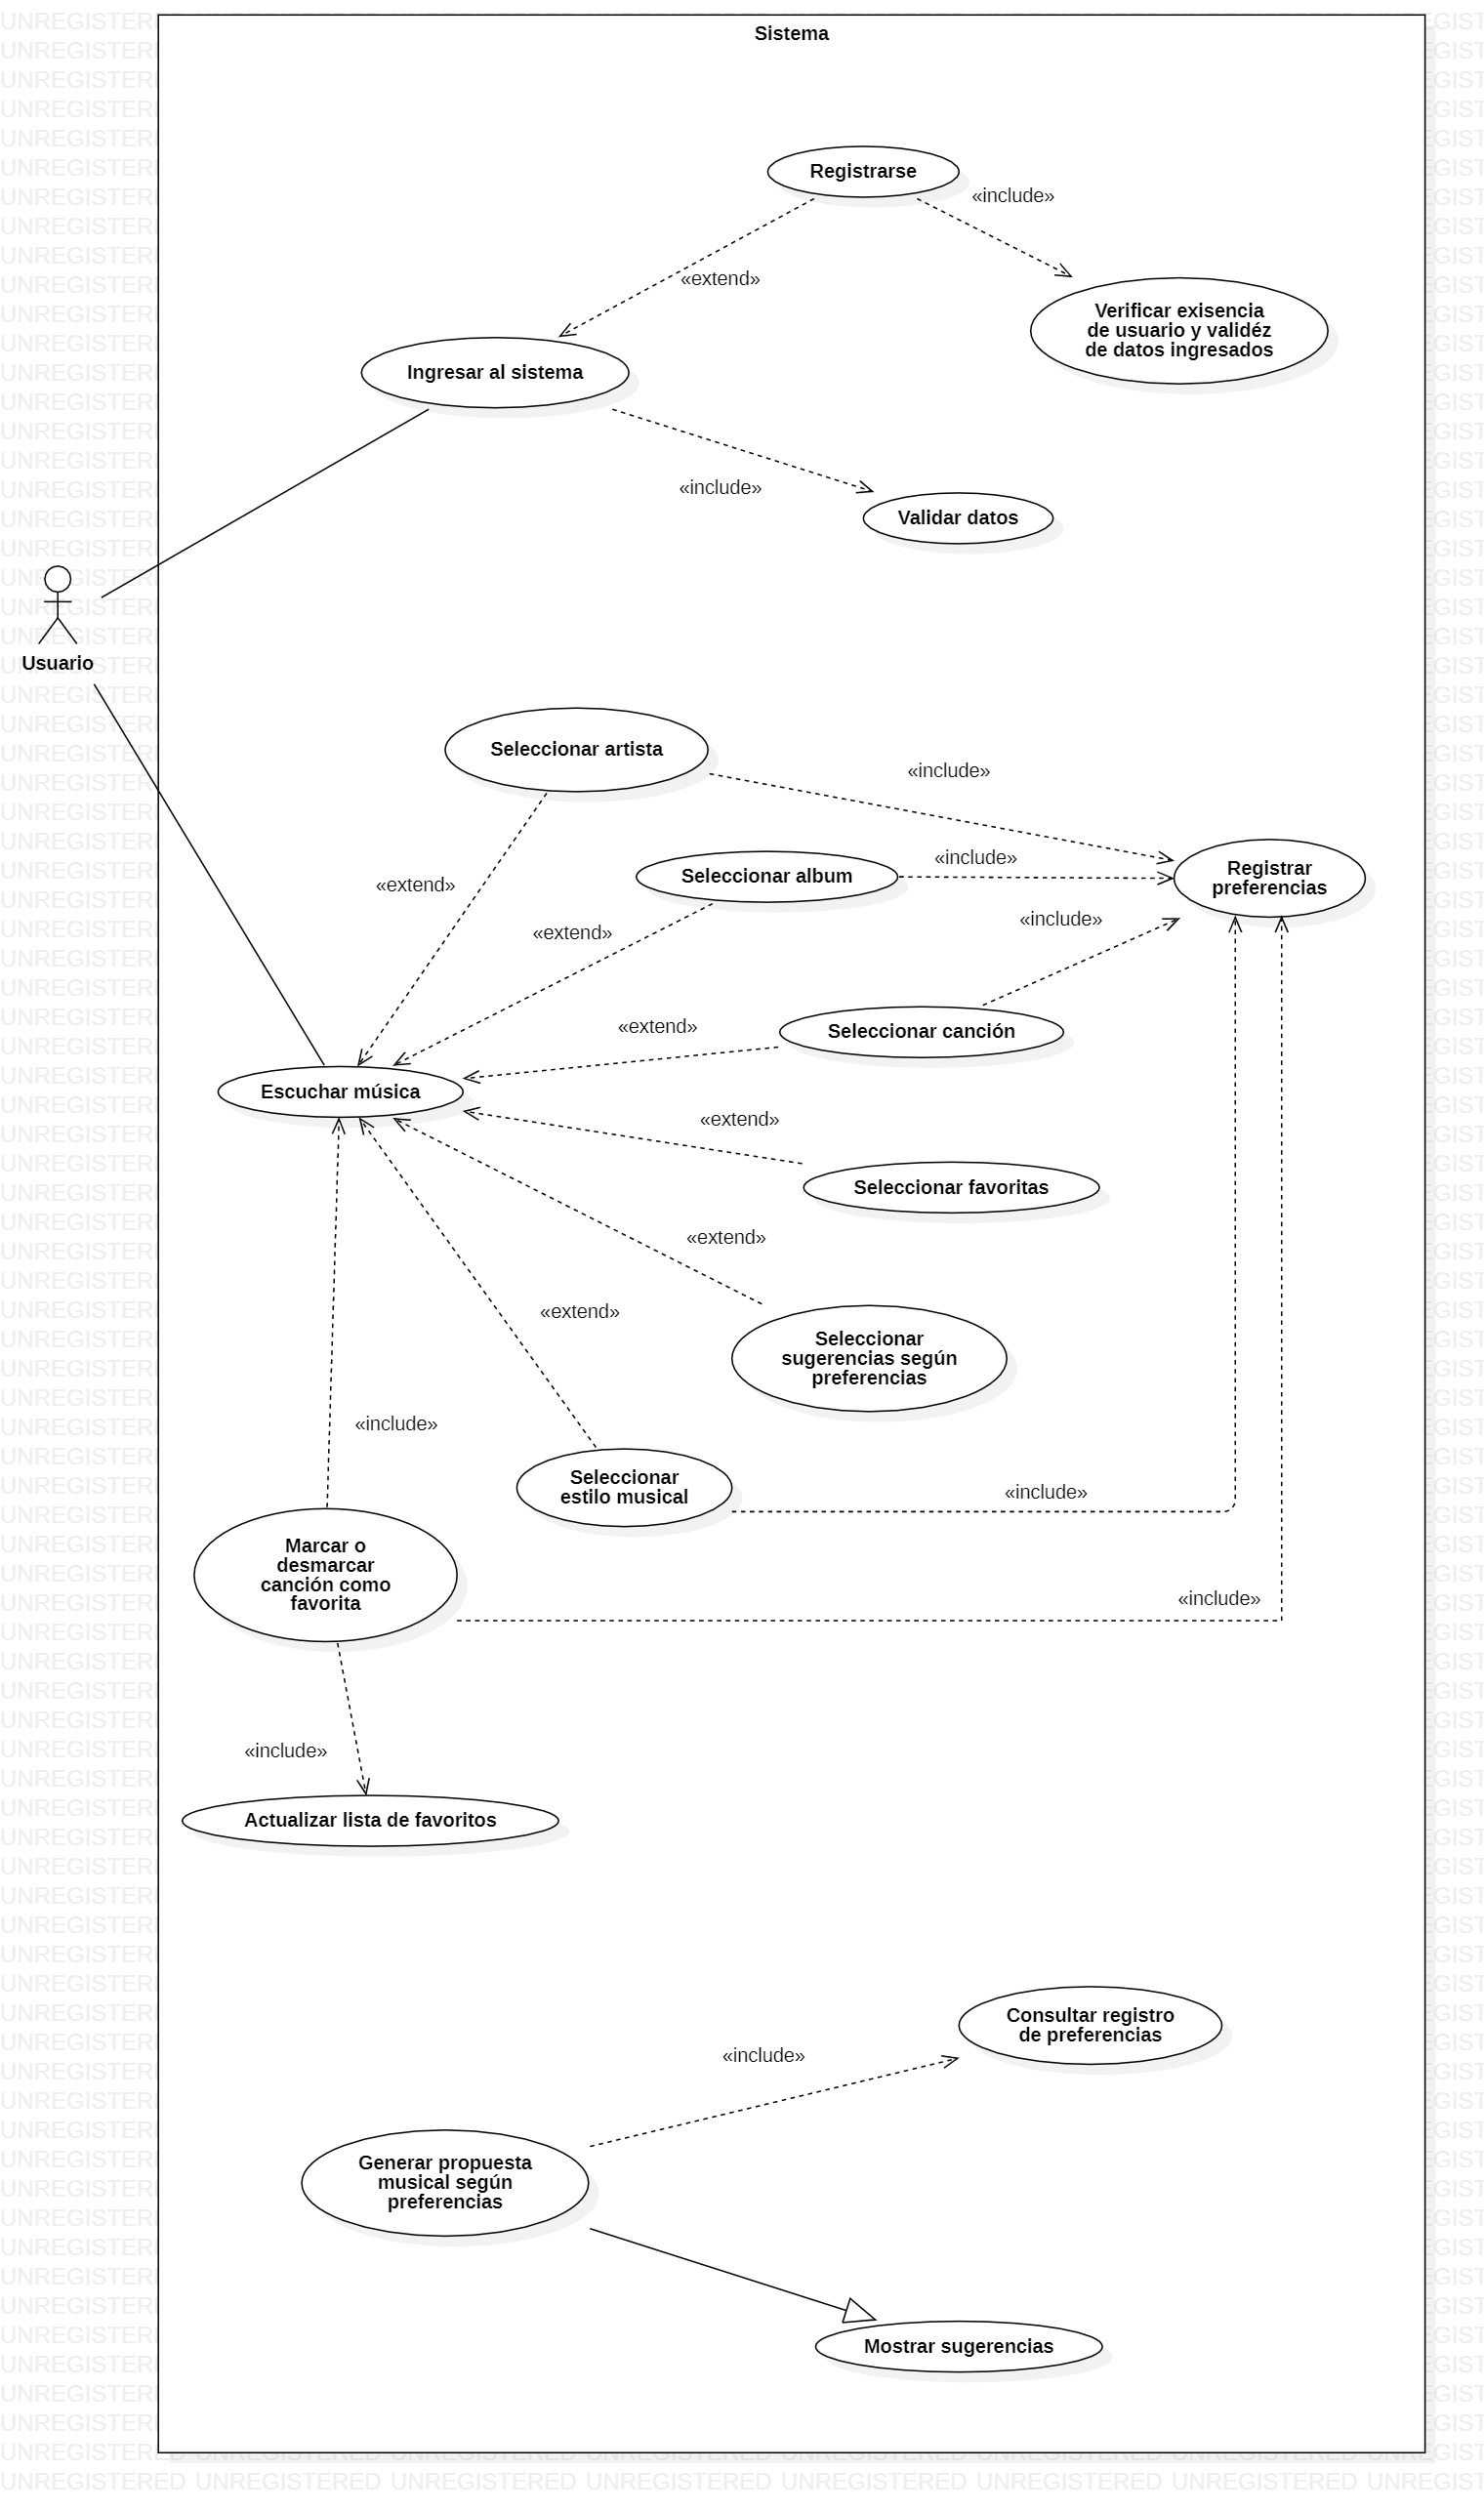 Sistema
Registrarse
«include»
«extend»
Verificar exisencia
de usuario y validéz
de datos ingresados
Ingresar al sistema
«include»
Validar datos
Usuario
Seleccionar artista
«include»
«include»
Registrar
preferencias
Seleccionar album
«extend»
«include»
«extend»
«extend»
Seleccionar canción
Escuchar música
«extend»
Seleccionar favoritas
«extend»
«extend»
Seleccionar
sugerencias según
preferencias
«include»
Seleccionar
estilo musical
«include»
Marcar o
desmarcar
canción como
favorita
«include»
«include»
Actualizar lista de favoritos
Consultar registro
de preferencias
«include»
Generar propuesta
musical según
preferencias
Mostrar sugerencias
UNREGISTERED UNREGISTERED UNREGISTERED UNREGISTERED UNREGISTERED UNREGISTERED UNREGISTERED